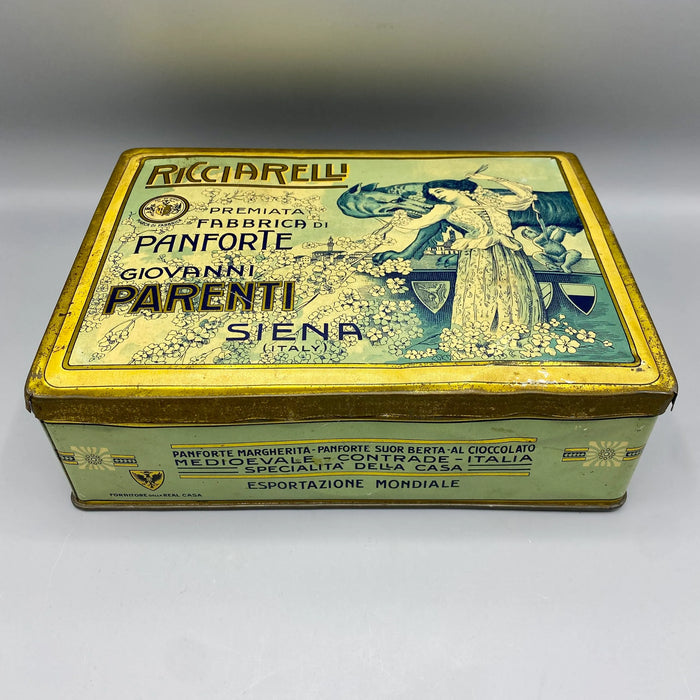 RICCIARELLI
PREMIATA
FABBRICA DI
PANFORTE
GIOVANNI
PARENTI
SIENA
(ITALY)
PANFORTE MARGHERITA-PANFORTE SUOR BERTA-AL CIOCCOLATO
MEDIOEVALE - CONTRADE - ITALIA
SPECIALITÀ DELLA CASA
ESPORTAZIONE MONDIALE
FORNITORE DELLA REAL CASA